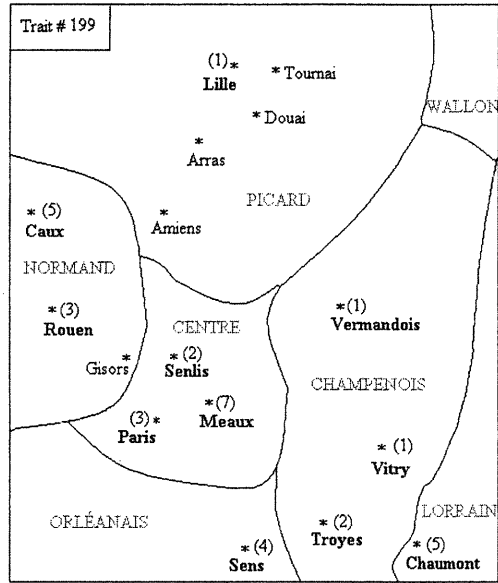 Trait # 199
(1) *
Lille
* Tournai
WALLON
* Douai
*
Arras
PICARD
* (5)
Caux
*
Amiens
NORMAND
* (3)
Rouen
* (1)
Vermandois
CENTRE
Gisors *
* (2)
Senlis
CHAMPENOIS
* (7)
Meaux
(3) *
Paris
* (1)
Vitry
ORLÉANAIS
LORRAIN
* (2)
Troyes
* (4)
Sens
* (5)
Chaumont